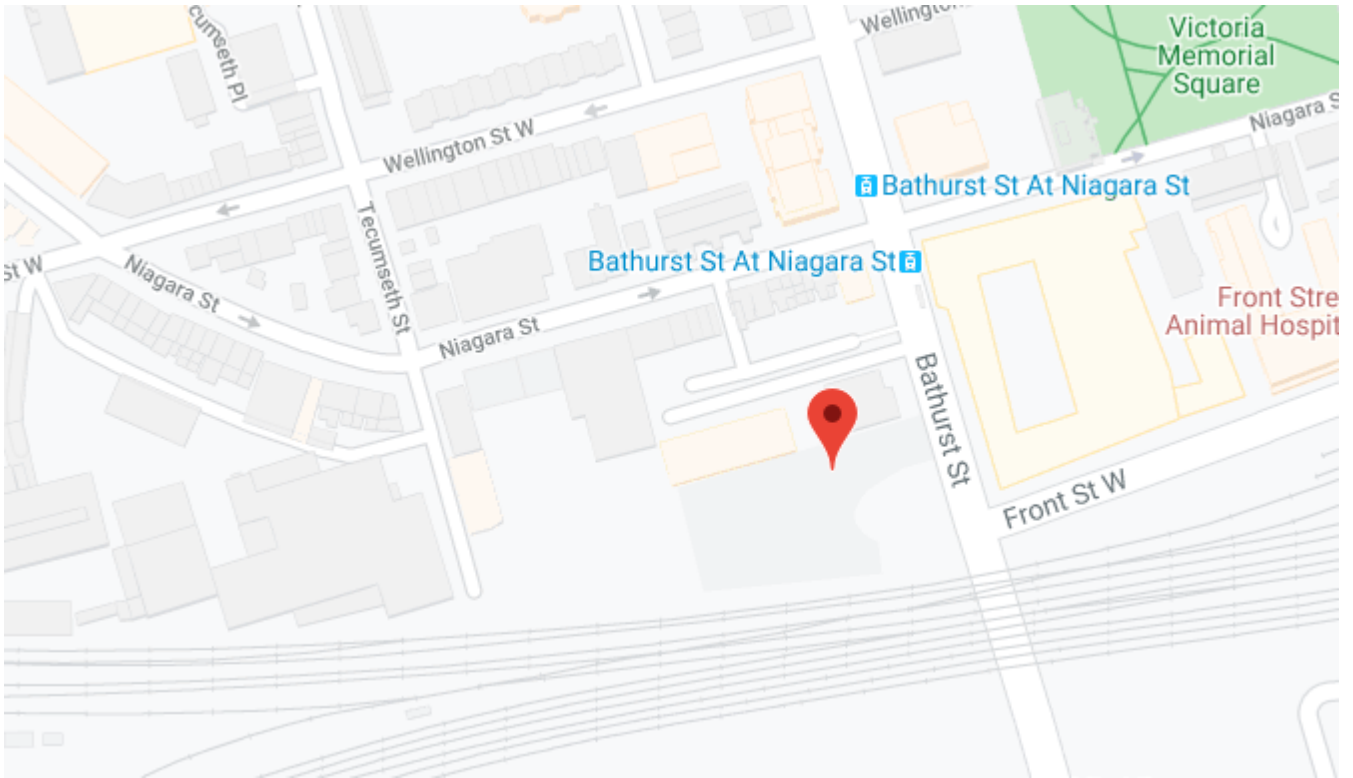 cumseth Pl
Wellington
Victoria
Memorial
Square
Niagara S
Wellington St W
Bathurst St At Niagara St
Tecumseth St
Bathurst St At Niagara St
St W
Niagara St
Niagara St
Front Stre
Animal Hospit
Bathurst St
Front St W